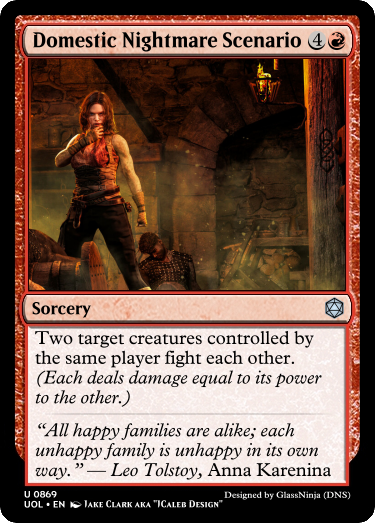 Domestic Nightmare Scenario 4
Sorcery
Two target creatures controlled by
the same player fight each other.
(Each deals damage equal to its power
to the other.)
“All happy families are alike; each
unhappy family is unhappy in its own
way.” — Leo Tolstoy, Anna Karenina
U 0869
UOL • EN Jake Clark aka "JCaleb Design"
Designed by GlassNinja (DNS)